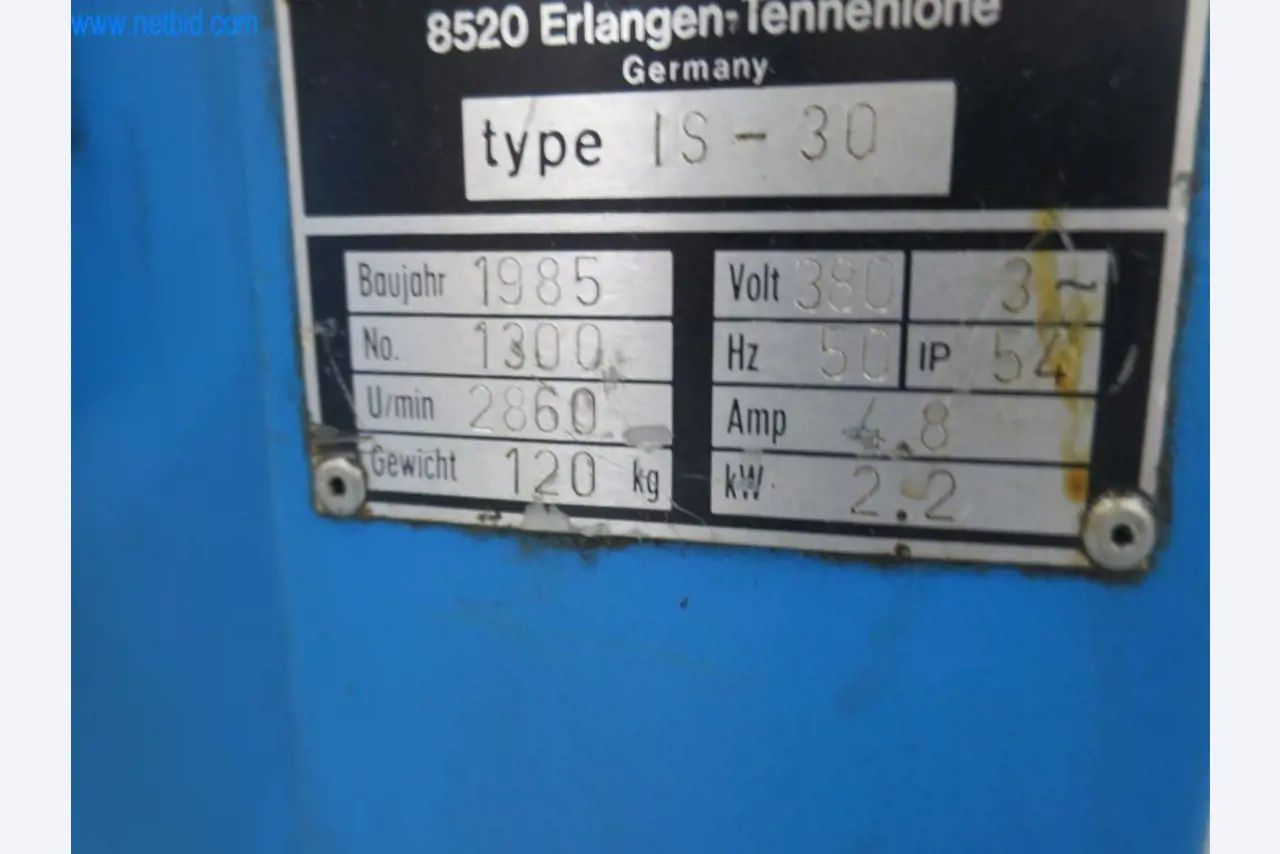 www.netbid.com
8520 Erlangen-Tennenlohe
Germany
type IS-30
Baujahr 1985
No. 1300
U/min 2860
Gewicht 120 kg
Volt 380 3~
Hz 50 IP 54
Amp 4.8
kW 2.2